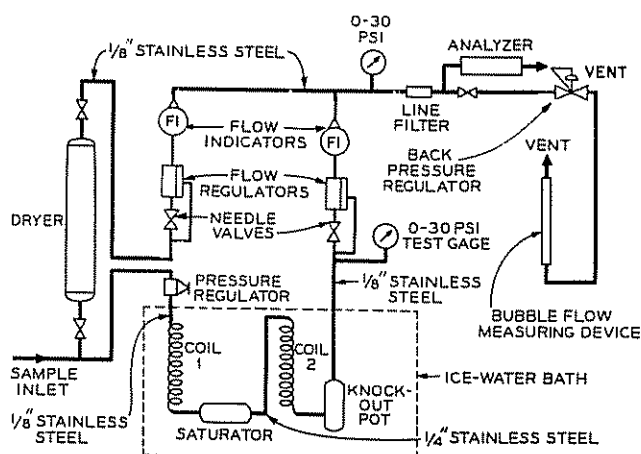 0-30
PSI
1/8" STAINLESS STEEL
ANALYZER
VENT
FI
FLOW
INDICATORS
FI
LINE
FILTER
BACK
PRESSURE
REGULATOR
VENT
FLOW
REGULATORS
DRYER
NEEDLE
VALVES
0-30 PSI
TEST GAGE
PRESSURE
REGULATOR
1/8" STAINLESS
STEEL
BUBBLE FLOW
MEASURING DEVICE
COIL
1
COIL
2
SAMPLE
INLET
ICE-WATER BATH
KNOCK-
OUT
POT
1/8" STAINLESS
STEEL
SATURATOR
1/4" STAINLESS STEEL